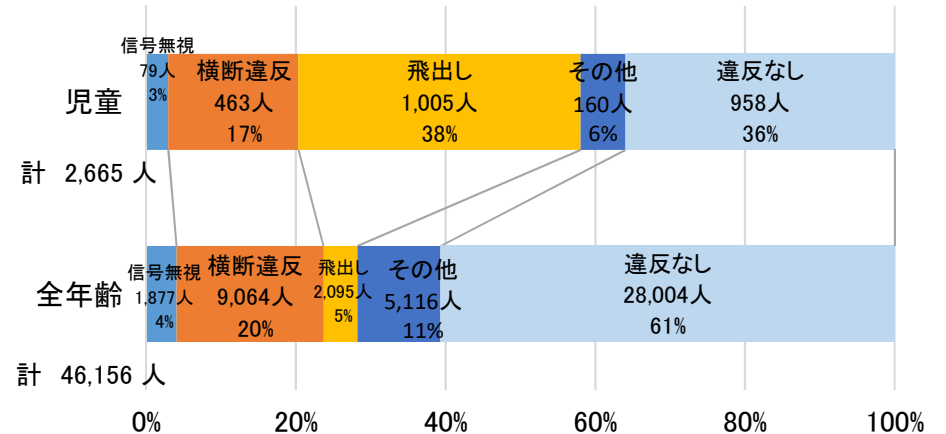 信号無視
79人
3%
横断違反
463人
17%
飛出し
1,005人
38%
その他
160人
6%
違反なし
958人
36%
児童
計 2,665 人
信号無視
1,877人
4%
横断違反
9,064人
20%
飛出し
2,095人
5%
その他
5,116人
11%
違反なし
28,004人
61%
全年齢
計 46,156 人
0% 20% 40% 60% 80% 100%